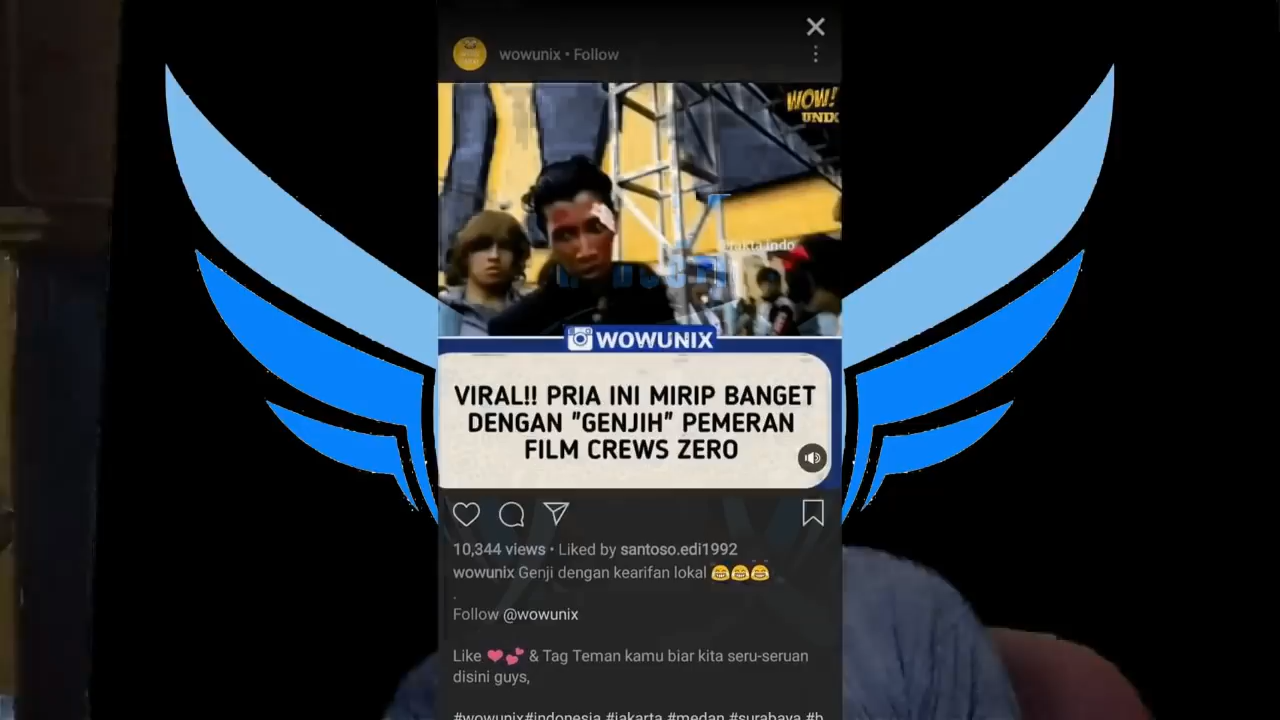 wowunix • Follow
WOW!
UNIX
fakta indo
WOWUNIX
VIRAL!! PRIA INI MIRIP BANGET
DENGAN "GENJIH" PEMERAN
FILM CREWS ZERO
10,344 views • Liked by santoso.edi1992
wowunix Genji dengan kearifan lokal 😂😂😂
.
Follow @wowunix
Like ❤️💕 & Tag Teman kamu biar kita seru-seruan
disini guys,
#wowunix#indonesia #jakarta #medan #surabaya #b